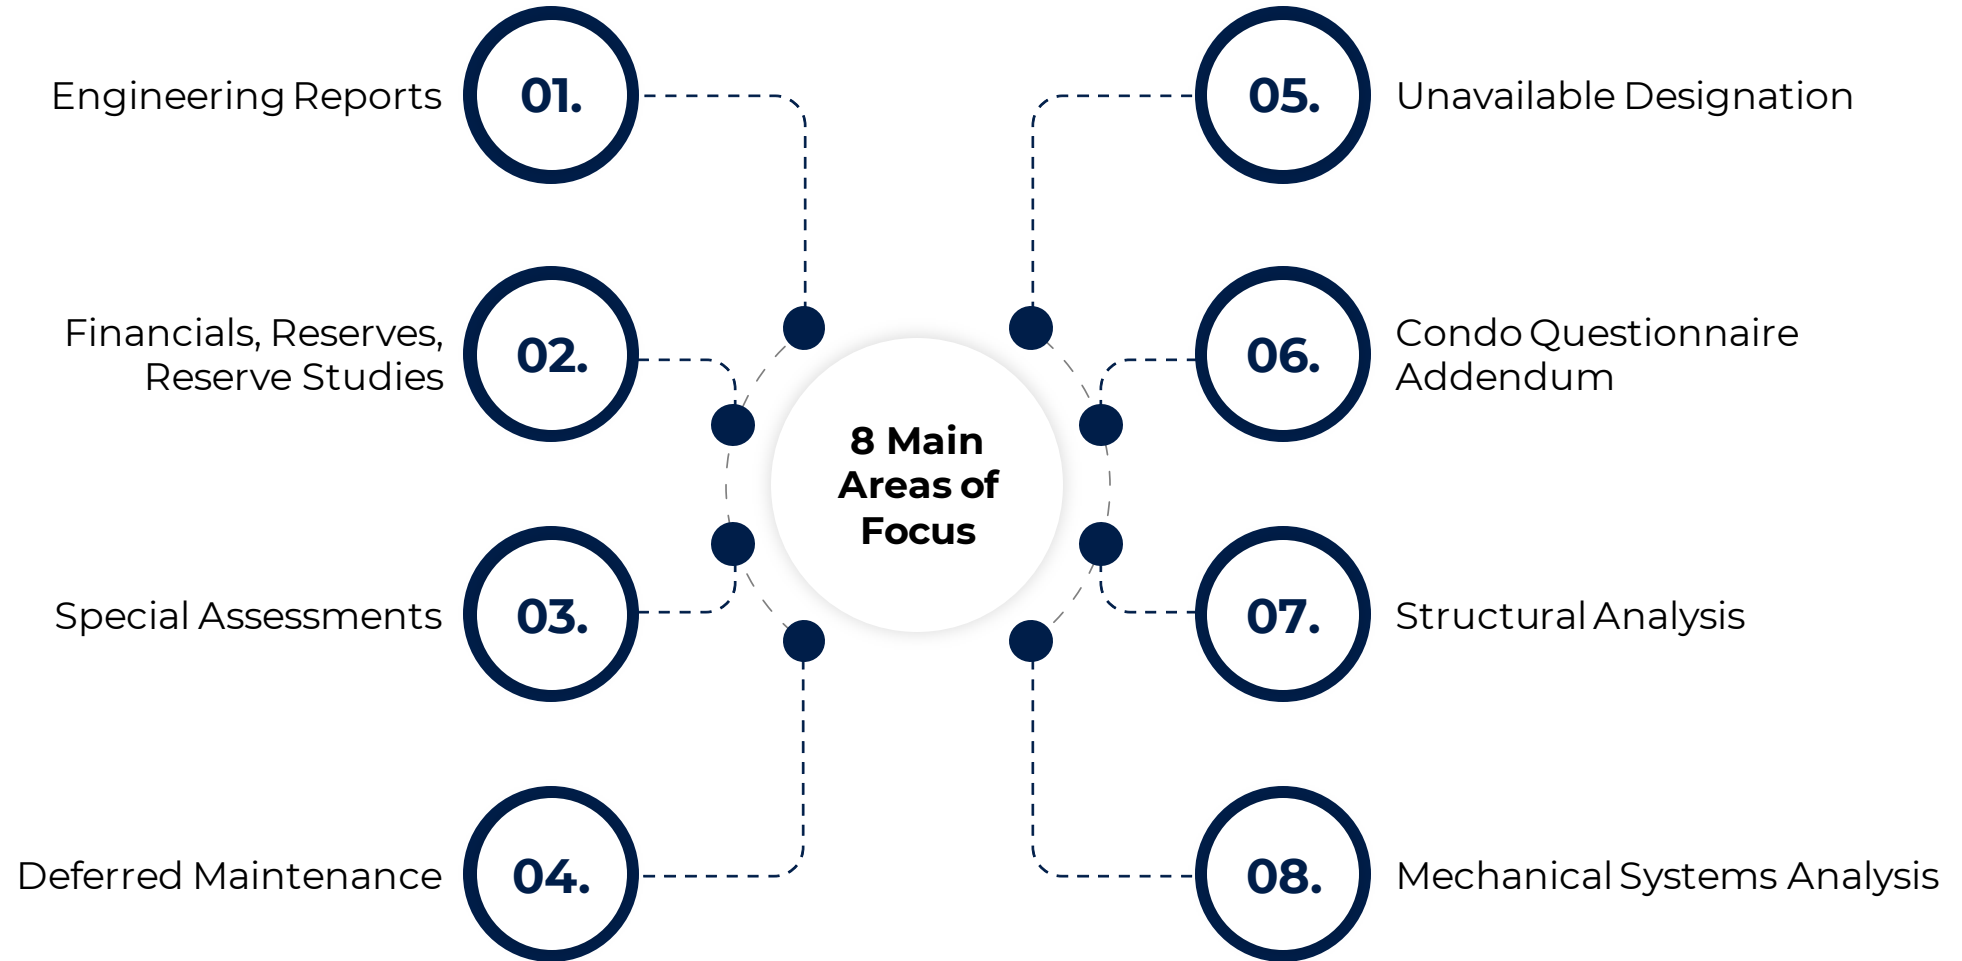 8 Main
Areas of
Focus
Engineering Reports
01.
Financials, Reserves,
Reserve Studies
02.
Special Assessments
03.
Deferred Maintenance
04.
05.
Unavailable Designation
06.
Condo Questionnaire
Addendum
07.
Structural Analysis
08.
Mechanical Systems Analysis